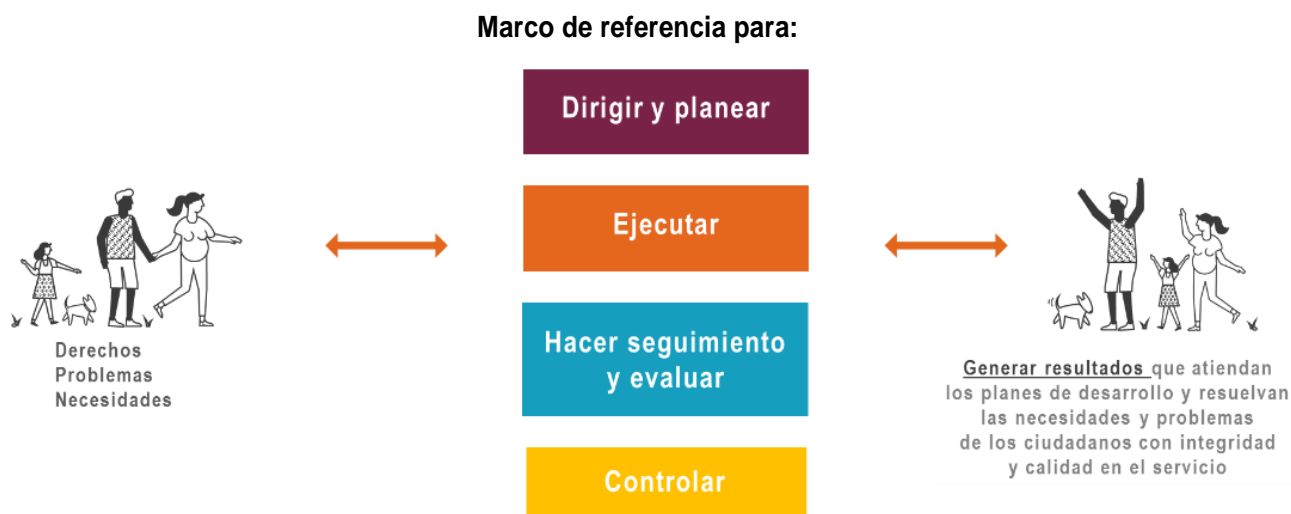 Marco de referencia para:
Dirigir y planear
Ejecutar
Hacer seguimiento
y evaluar
Controlar
Derechos
Problemas
Necesidades
Generar resultados que atiendan
los planes de desarrollo y resuelvan
las necesidades y problemas
de los ciudadanos con integridad
y calidad en el servicio